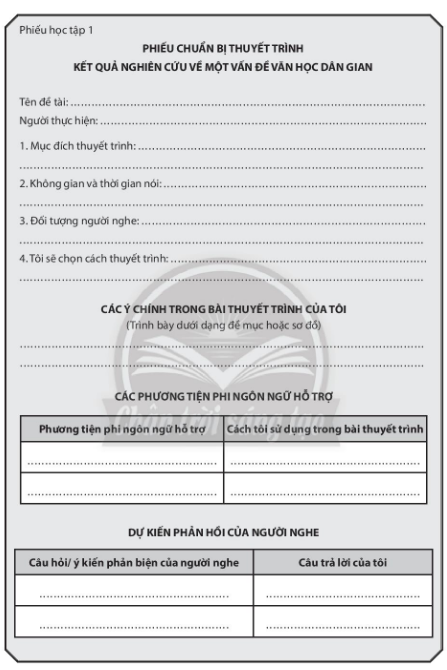 Phiếu học tập 1
PHIẾU CHUẨN BỊ THUYẾT TRÌNH
KẾT QUẢ NGHIÊN CỨU VỀ MỘT VẤN ĐỀ VĂN HỌC DÂN GIAN
Tên đề tài: ........................................................................
Người thực hiện: ........................................................................
1. Mục đích thuyết trình: ........................................................................
........................................................................
2. Không gian và thời gian nói: ........................................................................
........................................................................
3. Đối tượng người nghe: ........................................................................
........................................................................
4. Tôi sẽ chọn cách thuyết trình: ........................................................................
........................................................................
CÁC Ý CHÍNH TRONG BÀI THUYẾT TRÌNH CỦA TÔI
(Trình bày dưới dạng đề mục hoặc sơ đồ)
........................................................................
........................................................................
CÁC PHƯƠNG TIỆN PHI NGÔN NGỮ HỖ TRỢ
Chân trời sáng tạo
Phương tiện phi ngôn ngữ hỗ trợ Cách tôi sử dụng trong bài thuyết trình
.................................................. ..................................................
.................................................. ..................................................
DỰ KIẾN PHẢN HỒI CỦA NGƯỜI NGHE
Câu hỏi/ ý kiến phản biện của người nghe Câu trả lời của tôi
.................................................. ........................................
.................................................. ........................................